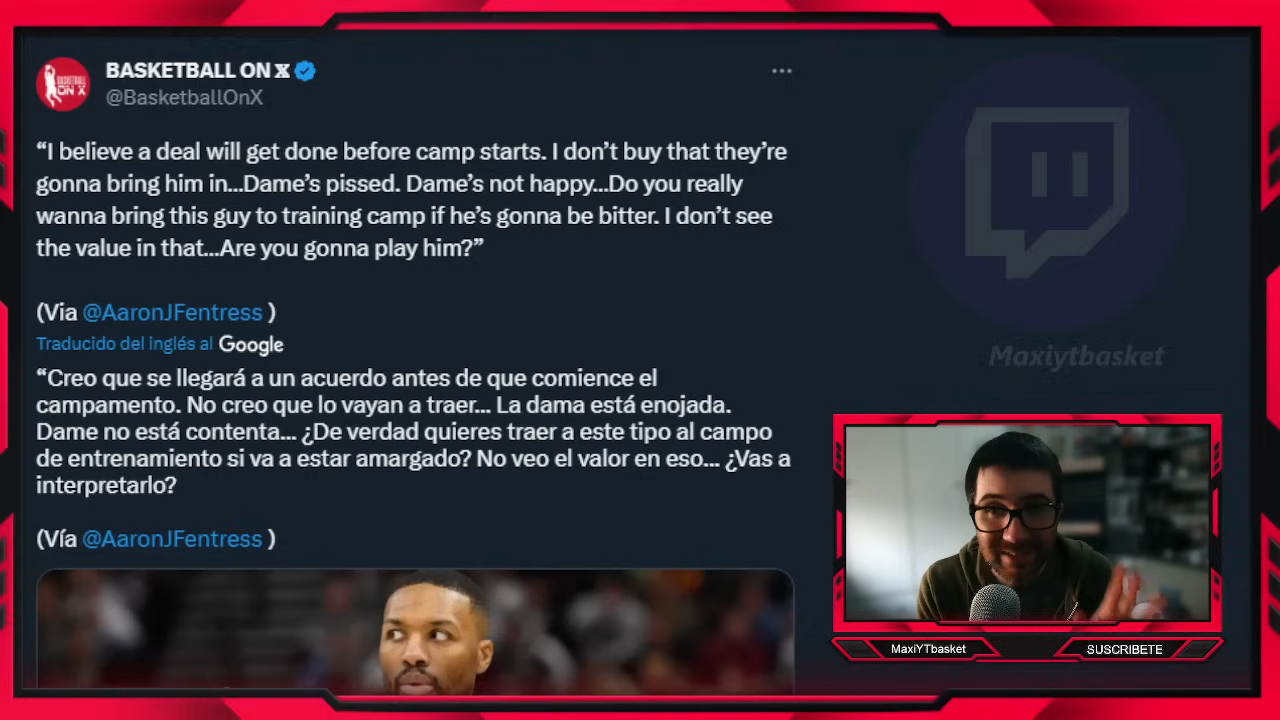 BASKETBALL ON X
@BasketballOnX
“I believe a deal will get done before camp starts. I don’t buy that they’re
gonna bring him in...Dame’s pissed. Dame’s not happy...Do you really
wanna bring this guy to training camp if he’s gonna be bitter. I don’t see
the value in that...Are you gonna play him?”
(Via @AaronJFentress )
Traducido del inglés al Google
“Creo que se llegará a un acuerdo antes de que comience el
campamento. No creo que lo vayan a traer... La dama está enojada.
Dame no está contenta... ¿De verdad quieres traer a este tipo al campo
de entrenamiento si va a estar amargado? No veo el valor en eso... ¿Vas a
interpretarlo?
(Vía @AaronJFentress )
BASKETBALL
ON X
Maxiytbasket
MaxiYTbasket
SUSCRIBETE